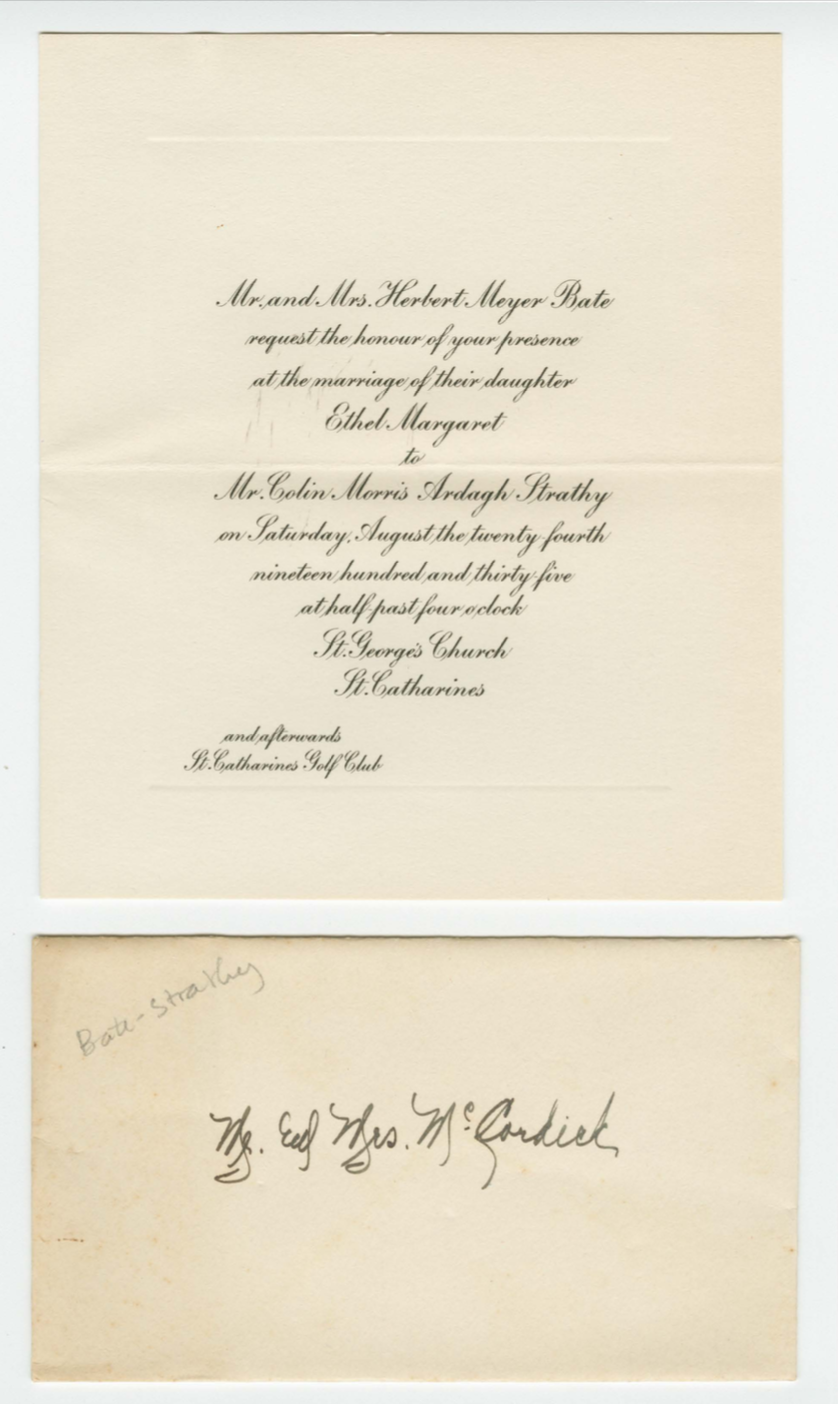 Mr. and Mrs. Herbert Meyer Bate
request the honour of your presence
at the marriage of their daughter
Ethel Margaret
to
Mr. Colin Morris Ardagh Strathy
on Saturday, August the twenty-fourth
nineteen hundred and thirty-five
at half-past four o'clock
St. George's Church
St. Catharines
and afterwards
St. Catharines Golf Club
Bate-Strathy
Mr. and Mrs. McCordick